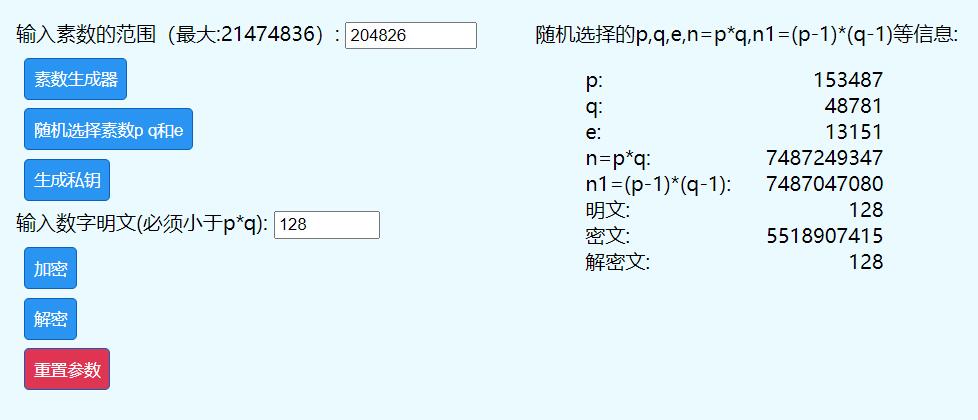 输入素数的范围（最大:21474836）: 204826
素数生成器
随机选择素数p q和e
生成私钥
输入数字明文(必须小于p*q): 128
加密
解密
重置参数
随机选择的p,q,e,n=p*q,n1=(p-1)*(q-1)等信息:
p: 153487
q: 48781
e: 13151
n=p*q: 7487249347
n1=(p-1)*(q-1): 7487047080
明文: 128
密文: 5518907415
解密文: 128